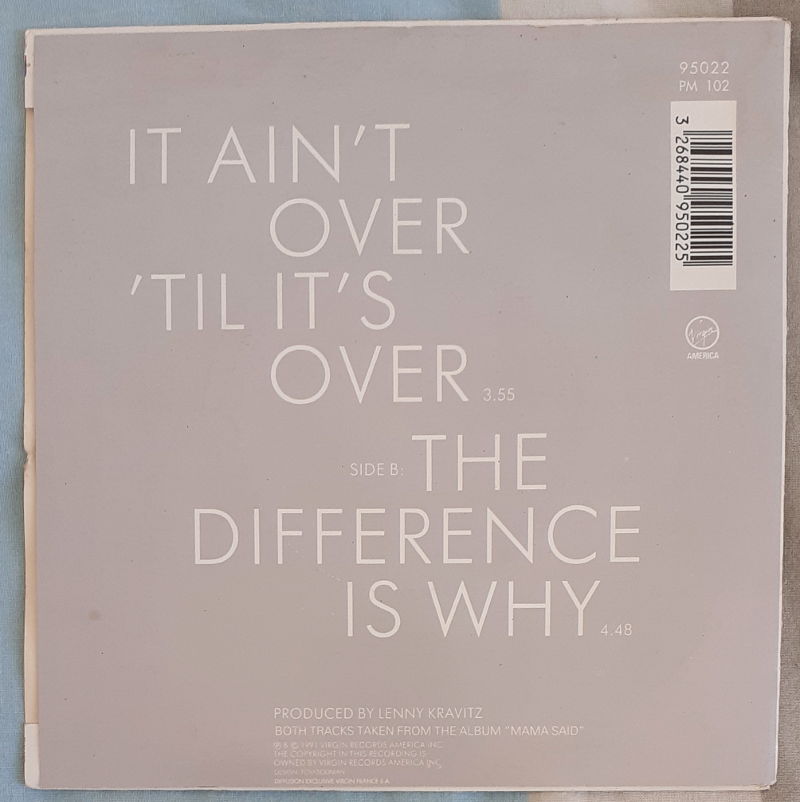 95022
PM 102
3 268440 950225
Virgin
AMERICA
IT AIN'T
OVER
'TIL IT'S
OVER 3.55
SIDE B: THE
DIFFERENCE
IS WHY 4.48
PRODUCED BY LENNY KRAVITZ
BOTH TRACKS TAKEN FROM THE ALBUM "MAMA SAID"
℗ & © 1991 VIRGIN RECORDS AMERICA INC.
THE COPYRIGHT IN THIS RECORDING IS
OWNED BY VIRGIN RECORDS AMERICA INC.
DESIGN:
DIFFUSION EXCLUSIVE VIRGIN FRANCE S.A.